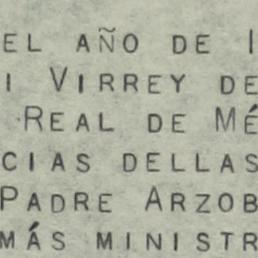 EL AÑO DE I
I VIRREY DE
REAL DE MÉ
CIAS DELLAS
PADRE ARZOB
MÁS MINISTR